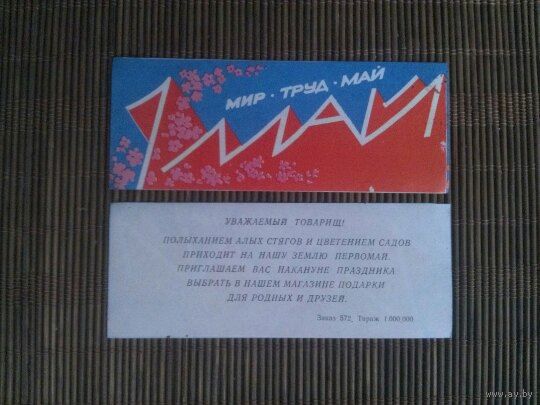 МИР · ТРУД · МАЙ
1 МАЯ
УВАЖАЕМЫЙ ТОВАРИЩ!
ПОЛЫХАНИЕМ АЛЫХ СТЯГОВ И ЦВЕТЕНИЕМ САДОВ
ПРИХОДИТ НА НАШУ ЗЕМЛЮ ПЕРВОМАЙ.
ПРИГЛАШАЕМ ВАС НАКАНУНЕ ПРАЗДНИКА
ВЫБРАТЬ В НАШЕМ МАГАЗИНЕ ПОДАРКИ
ДЛЯ РОДНЫХ И ДРУЗЕЙ.
Заказ 572. Тираж 1.000.000
www.ay.by